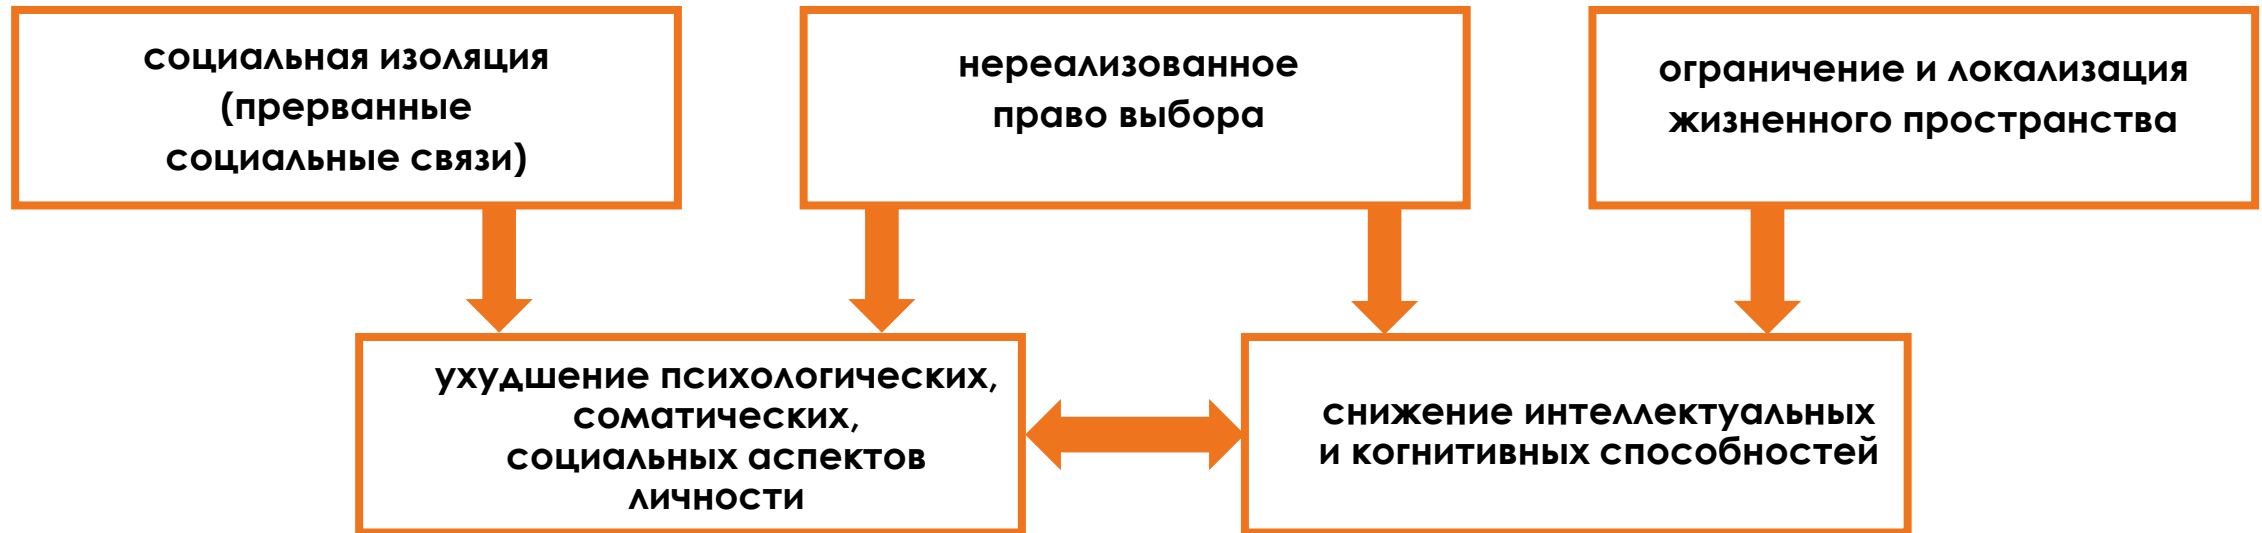 социальная изоляция
(прерванные
социальные связи)
нереализованное
право выбора
ограничение и локализация
жизненного пространства
ухудшение психологических,
соматических,
социальных аспектов
личности
снижение интеллектуальных
и когнитивных способностей